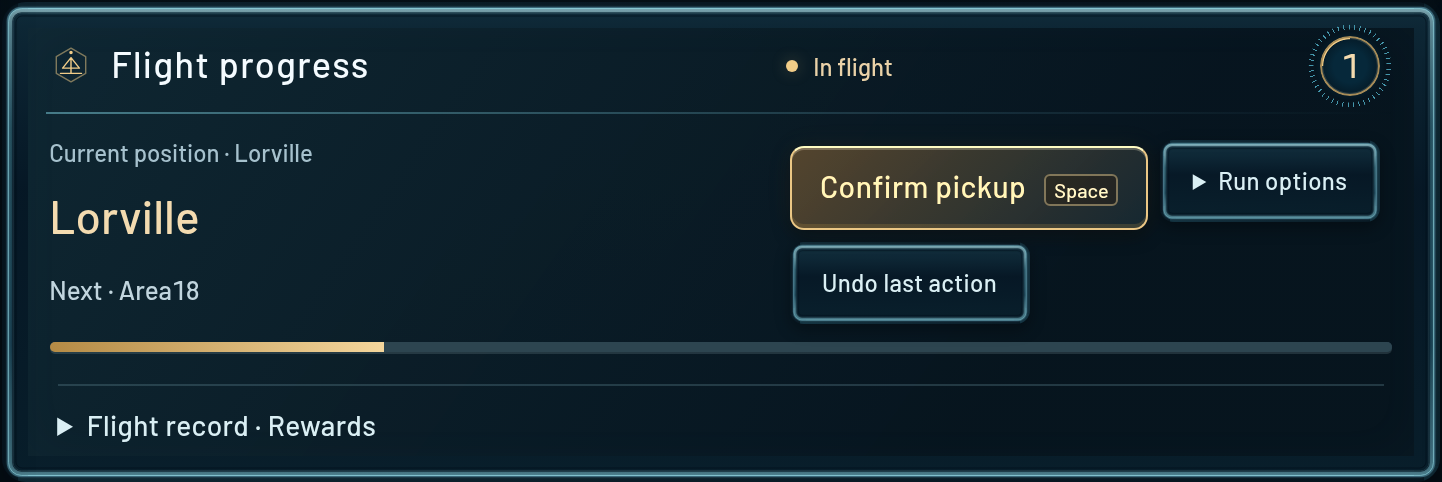 Flight progress
In flight
1
Current position · Lorville
Lorville
Next · Area18
Confirm pickup Space
▶ Run options
Undo last action
▶ Flight record · Rewards